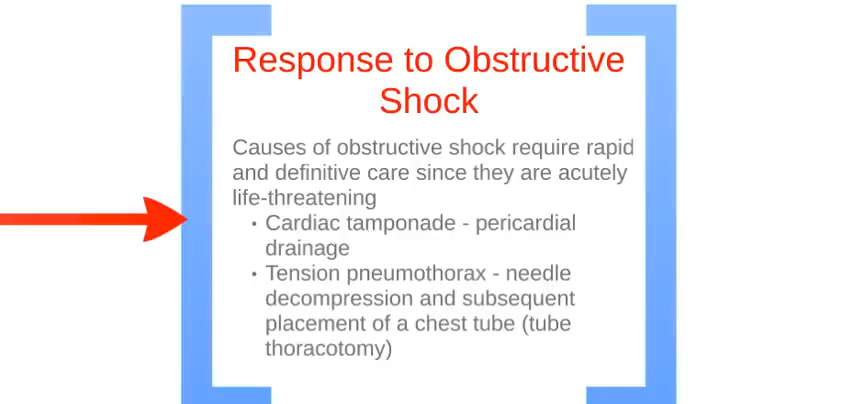 Response to Obstructive
Shock
Causes of obstructive shock require rapid
and definitive care since they are acutely
life-threatening
• Cardiac tamponade - pericardial
drainage
• Tension pneumothorax - needle
decompression and subsequent
placement of a chest tube (tube
thoracotomy)